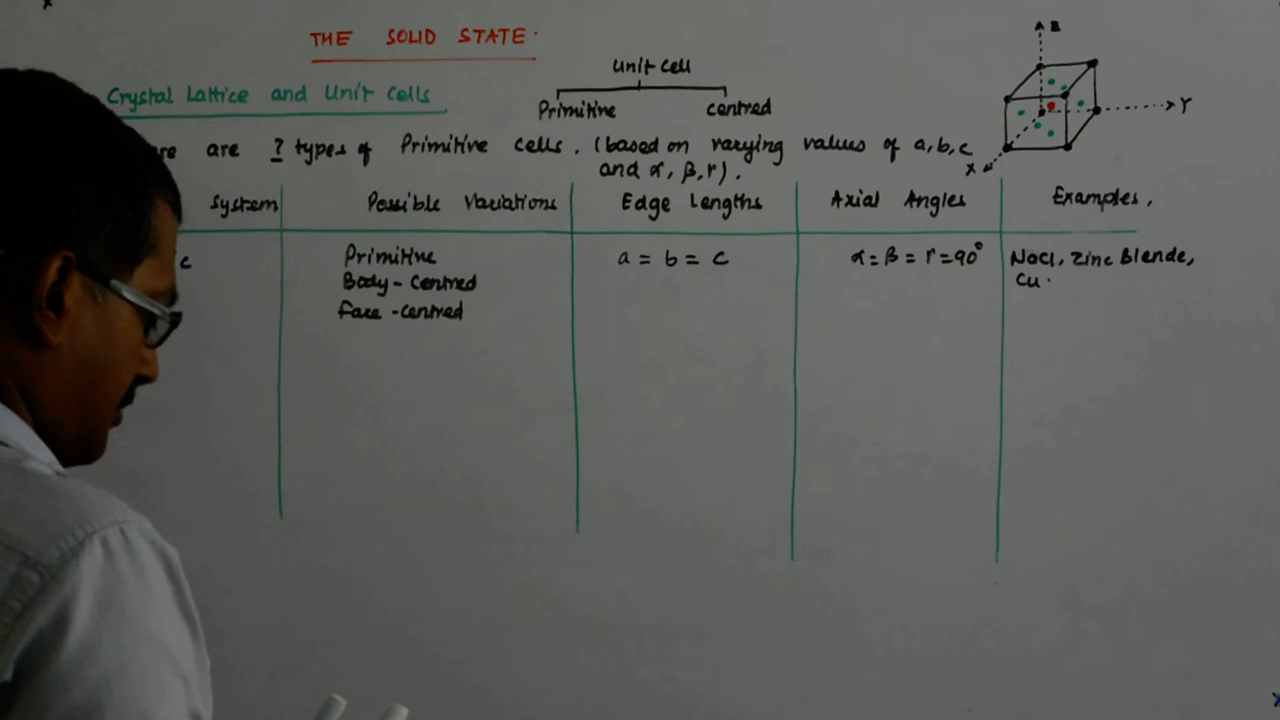 THE SOLID STATE.
Unit Cell
Crystal Lattice and Unit Cells
Primitive centred
are 7 types of Primitive Cells. (based on varying values of a, b, c
and α, β, r).
System Possible Variations Edge Lengths Axial Angles Examples,
c Primitive a = b = c α = β = r = 90° NaCl, Zinc Blende,
Body - Centred Cu.
Face - Centred
Z
Y
X